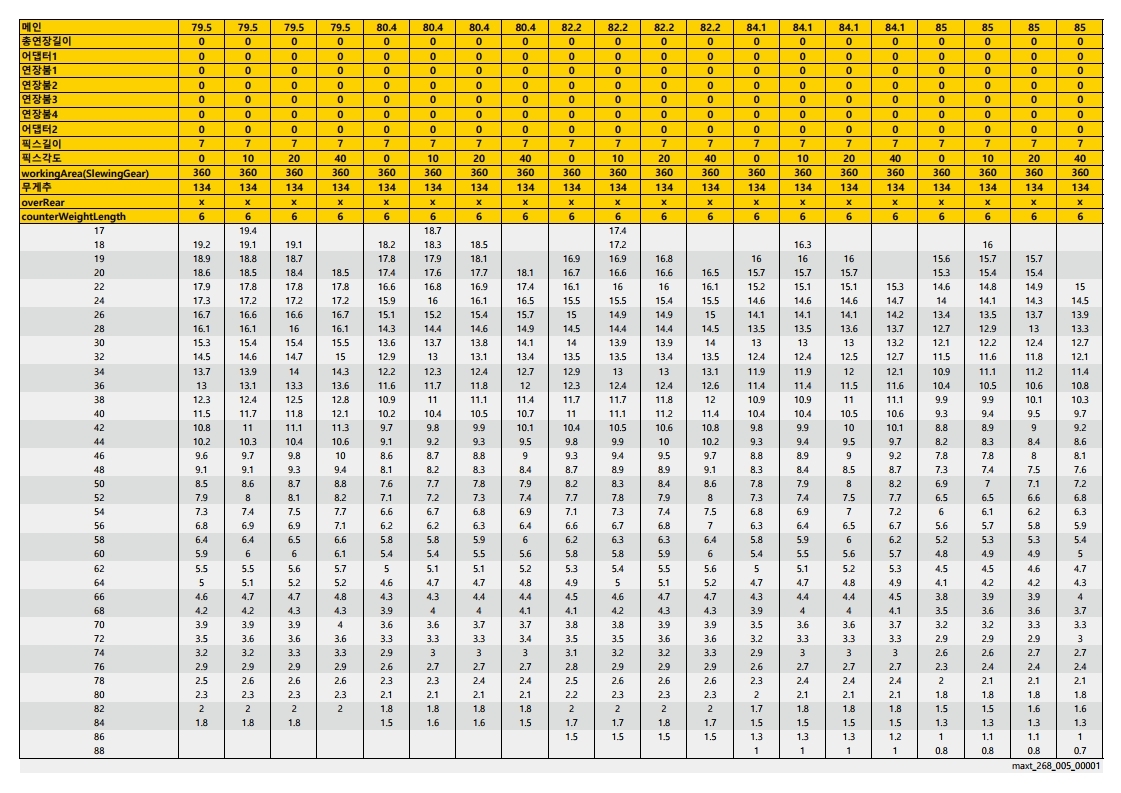 메인 79.5 79.5 79.5 79.5 80.4 80.4 80.4 80.4 82.2 82.2 82.2 82.2 84.1 84.1 84.1 84.1 85 85 85 85
총연장길이 0 0 0 0 0 0 0 0 0 0 0 0 0 0 0 0 0 0 0 0
어댑터1 0 0 0 0 0 0 0 0 0 0 0 0 0 0 0 0 0 0 0 0
연장붐1 0 0 0 0 0 0 0 0 0 0 0 0 0 0 0 0 0 0 0 0
연장붐2 0 0 0 0 0 0 0 0 0 0 0 0 0 0 0 0 0 0 0 0
연장붐3 0 0 0 0 0 0 0 0 0 0 0 0 0 0 0 0 0 0 0 0
연장붐4 0 0 0 0 0 0 0 0 0 0 0 0 0 0 0 0 0 0 0 0
어댑터2 0 0 0 0 0 0 0 0 0 0 0 0 0 0 0 0 0 0 0 0
픽스길이 7 7 7 7 7 7 7 7 7 7 7 7 7 7 7 7 7 7 7 7
픽스각도 0 10 20 40 0 10 20 40 0 10 20 40 0 10 20 40 0 10 20 40
workingArea(SlewingGear) 360 360 360 360 360 360 360 360 360 360 360 360 360 360 360 360 360 360 360 360
무게추 134 134 134 134 134 134 134 134 134 134 134 134 134 134 134 134 134 134 134 134
overRear x x x x x x x x x x x x x x x x x x x x
counterWeightLength 6 6 6 6 6 6 6 6 6 6 6 6 6 6 6 6 6 6 6 6
17 19.4 18.7 17.4
18 19.2 19.1 19.1 18.2 18.3 18.5 17.2 16.3 16
19 18.9 18.8 18.7 17.8 17.9 18.1 16.9 16.9 16.8 16 16 16 15.6 15.7 15.7
20 18.6 18.5 18.4 18.5 17.4 17.6 17.7 18.1 16.7 16.6 16.6 16.5 15.7 15.7 15.7 15.3 15.4 15.4
22 17.9 17.8 17.8 17.8 16.6 16.8 16.9 17.4 16.1 16 16 16.1 15.2 15.1 15.1 15.3 14.6 14.8 14.9 15
24 17.3 17.2 17.2 17.2 15.9 16 16.1 16.5 15.5 15.5 15.5 15.5 14.6 14.6 14.6 14.7 14 14.1 14.3 14.5
26 16.7 16.6 16.6 16.7 15.1 15.2 15.4 15.7 15 14.9 14.9 15 14.1 14.1 14.1 14.2 13.4 13.5 13.7 13.9
28 16.1 16.1 16 16.1 14.3 14.4 14.6 14.9 14.5 14.4 14.4 14.5 13.5 13.5 13.6 13.7 12.7 12.9 13 13.3
30 15.3 15.4 15.4 15.5 13.6 13.7 13.8 14.1 14 13.9 13.9 14 13 13 13 13.2 12.1 12.2 12.4 12.7
32 14.5 14.6 14.7 15 12.9 13 13.1 13.4 13.5 13.5 13.4 13.5 12.4 12.4 12.5 12.7 11.5 11.6 11.8 12.1
34 13.7 13.9 14 14.3 12.2 12.3 12.4 12.7 12.9 13 13 13.1 11.9 11.9 12 12.1 10.9 11.1 11.2 11.4
36 13 13.1 13.3 13.6 11.6 11.7 11.8 12 12.3 12.4 12.4 12.6 11.4 11.4 11.5 11.6 10.4 10.5 10.6 10.8
38 12.3 12.4 12.5 12.8 10.9 11 11.1 11.4 11.7 11.7 11.8 12 10.9 10.9 11 11.1 9.9 9.9 10.1 10.3
40 11.5 11.7 11.8 12.1 10.2 10.4 10.5 10.7 11 11.1 11.2 11.4 10.4 10.4 10.5 10.6 9.3 9.4 9.5 9.7
42 10.8 11 11.1 11.3 9.7 9.8 9.9 10.1 10.4 10.5 10.6 10.8 9.9 9.9 10 10.1 8.8 8.9 9 9.2
44 10.2 10.3 10.4 10.6 9.1 9.2 9.3 9.5 9.8 9.9 10 10.2 9.3 9.4 9.5 9.7 8.2 8.3 8.4 8.6
46 9.6 9.7 9.8 10 8.6 8.7 8.8 9 9.3 9.4 9.5 9.7 8.8 8.9 9 9.2 7.8 7.8 8 8.1
48 9.1 9.1 9.3 9.4 8.1 8.2 8.3 8.4 8.7 8.9 8.9 9.1 8.3 8.4 8.5 8.7 7.3 7.4 7.5 7.6
50 8.5 8.6 8.7 8.8 7.6 7.7 7.8 7.9 8.2 8.3 8.4 8.6 7.8 7.9 8 8.2 6.9 7 7.1 7.2
52 7.9 8 8.1 8.2 7.1 7.2 7.3 7.4 7.7 7.8 7.9 8 7.3 7.4 7.5 7.7 6.5 6.5 6.6 6.8
54 7.3 7.4 7.5 7.7 6.6 6.7 6.8 6.9 7.1 7.3 7.4 7.5 6.8 6.9 7 7.2 6 6.1 6.2 6.3
56 6.8 6.9 6.9 7.1 6.2 6.2 6.3 6.4 6.6 6.7 6.8 7 6.3 6.4 6.5 6.7 5.6 5.7 5.8 5.9
58 6.4 6.4 6.5 6.6 5.8 5.8 5.9 6 6.2 6.3 6.3 6.4 5.8 5.9 6 6.2 5.2 5.3 5.3 5.4
60 5.9 6 6 6.1 5.4 5.4 5.5 5.6 5.8 5.8 5.9 6 5.4 5.5 5.6 5.7 4.8 4.9 4.9 5
62 5.5 5.5 5.6 5.7 5 5.1 5.1 5.2 5.3 5.4 5.5 5.6 5 5.1 5.2 5.3 4.5 4.5 4.6 4.7
64 5 5.1 5.2 5.2 4.6 4.7 4.7 4.8 4.9 5 5.1 5.2 4.7 4.7 4.8 4.9 4.1 4.2 4.2 4.3
66 4.6 4.7 4.7 4.8 4.3 4.3 4.4 4.4 4.5 4.6 4.7 4.7 4.3 4.4 4.4 4.5 3.8 3.9 3.9 4
68 4.2 4.2 4.3 4.3 3.9 4 4 4.1 4.1 4.2 4.3 4.3 3.9 4 4 4.1 3.5 3.6 3.6 3.7
70 3.9 3.9 3.9 4 3.6 3.6 3.7 3.7 3.8 3.8 3.9 3.9 3.5 3.6 3.6 3.7 3.2 3.2 3.3 3.3
72 3.5 3.6 3.6 3.6 3.3 3.3 3.3 3.4 3.5 3.5 3.6 3.6 3.2 3.3 3.3 3.3 2.9 2.9 2.9 3
74 3.2 3.2 3.3 3.3 2.9 3 3 3 3.1 3.2 3.2 3.3 2.9 3 3 3 2.6 2.6 2.7 2.7
76 2.9 2.9 2.9 2.9 2.6 2.7 2.7 2.7 2.8 2.9 2.9 2.9 2.6 2.7 2.7 2.7 2.3 2.4 2.4 2.4
78 2.5 2.6 2.6 2.6 2.3 2.3 2.4 2.4 2.5 2.6 2.6 2.6 2.3 2.4 2.4 2.4 2 2.1 2.1 2.1
80 2.3 2.3 2.3 2.3 2.1 2.1 2.1 2.1 2.2 2.3 2.3 2.3 2 2.1 2.1 2.1 1.8 1.8 1.8 1.8
82 2 2 2 2 1.8 1.8 1.8 1.8 2 2 2 2 1.7 1.8 1.8 1.8 1.5 1.5 1.6 1.6
84 1.8 1.8 1.8 1.5 1.6 1.6 1.5 1.7 1.7 1.8 1.7 1.5 1.5 1.5 1.5 1.3 1.3 1.3 1.3
86 1.5 1.5 1.5 1.5 1.3 1.3 1.3 1.2 1 1.1 1.1 1
88 1 1 1 1 0.8 0.8 0.8 0.7
maxt_268_005_00001